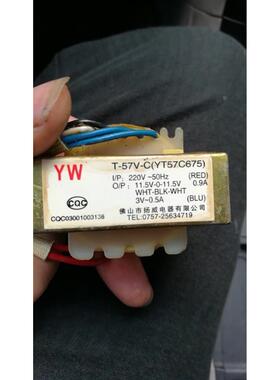 T-57V-C(YT57C675)
YW
I/P: 220V ~50Hz (RED)
O/P: 11.5V-0-11.5V 0.9A
WHT-BLK-WHT
3V~0.5A (BLU)
CQC
CQC03001003138
佛山市扬威电器有限公司
TEL:0757-25634719